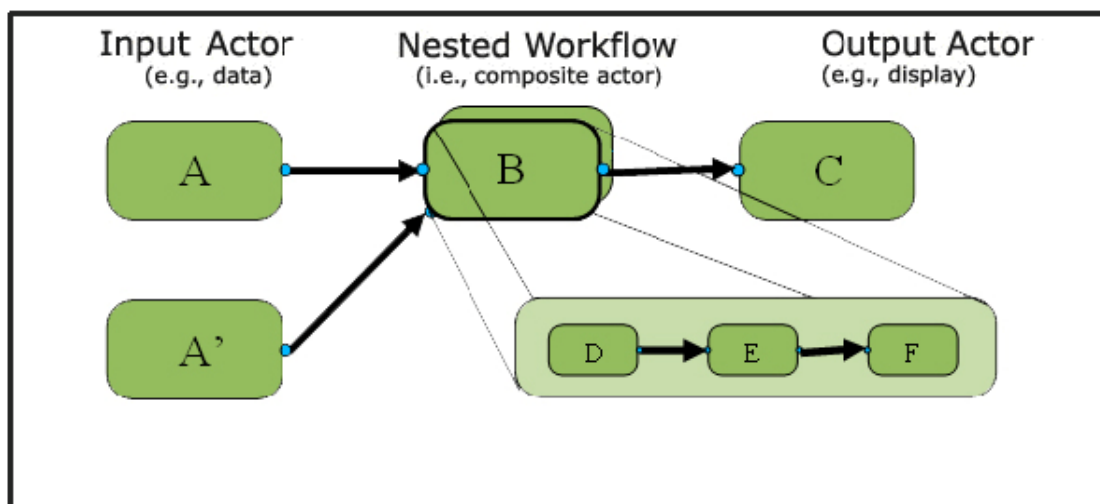 Input Actor
(e.g., data)
Nested Workflow
(i.e., composite actor)
Output Actor
(e.g., display)
A
B
C
A’
D
E
F